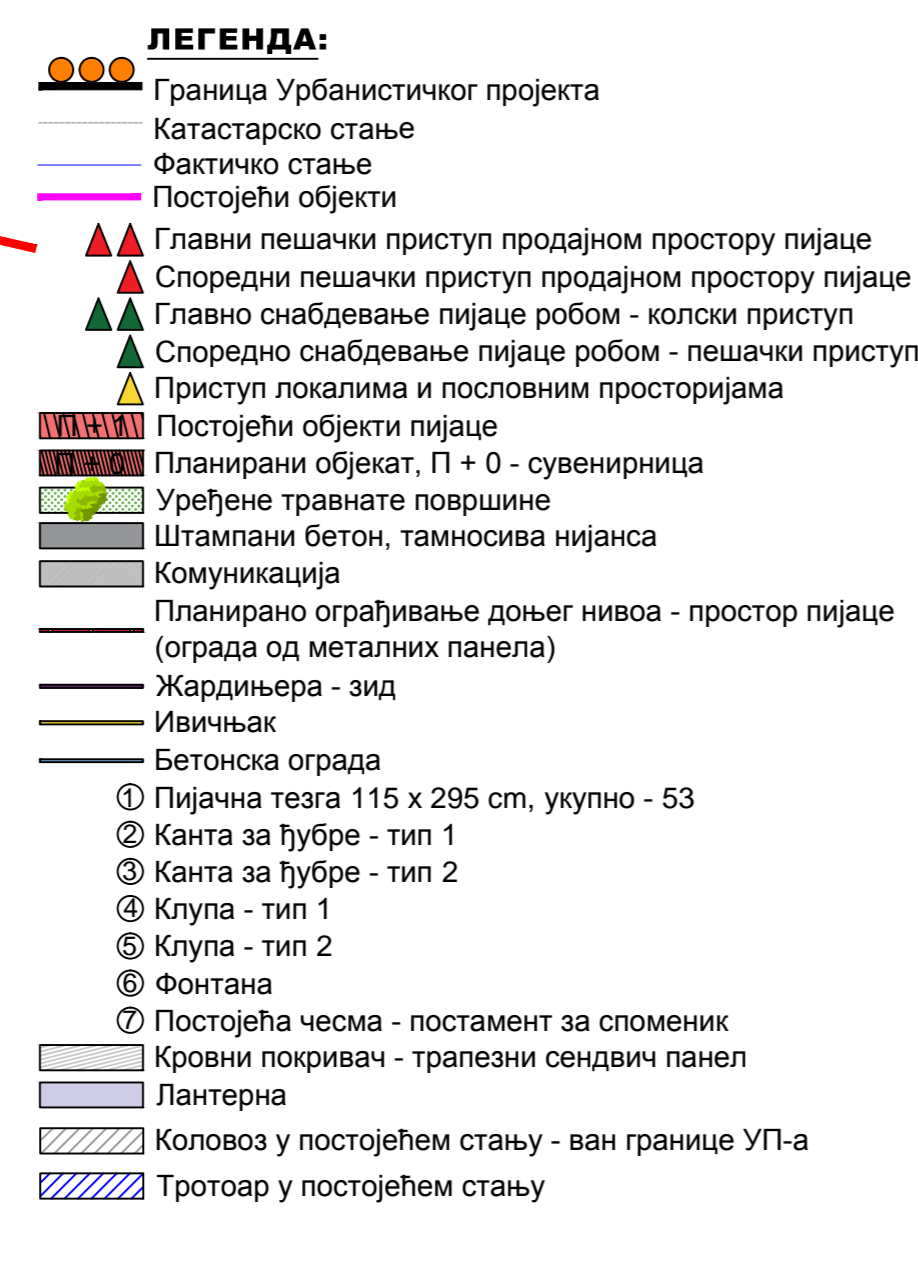 ЛЕГЕНДА:
Граница Урбанистичког пројекта
Катастарско стање
Фактичко стање
Постојећи објекти
Главни пешачки приступ продајном простору пијаце
Споредни пешачки приступ продајном простору пијаце
Главно снабдевање пијаце робом - колски приступ
Споредно снабдевање пијаце робом - пешачки приступ
Приступ локалима и пословним просторијама
П + 1 Постојећи објекти пијаце
П + 0 Планирани објекат, П + 0 - сувенирница
Уређене травнате површине
Штампани бетон, тамносива нијанса
Комуникација
Планирано ограђивање доњег нивоа - простор пијаце
(ограда од металних панела)
Жардињера - зид
Ивичњак
Бетонска ограда
① Пијачна тезга 115 x 295 cm, укупно - 53
② Канта за ђубре - тип 1
③ Канта за ђубре - тип 2
④ Клупа - тип 1
⑤ Клупа - тип 2
⑥ Фонтана
⑦ Постојећа чесма - постамент за споменик
Кровни покривач - трапезни сендвич панел
Лантерна
Коловоз у постојећем стању - ван границе УП-а
Тротоар у постојећем стању